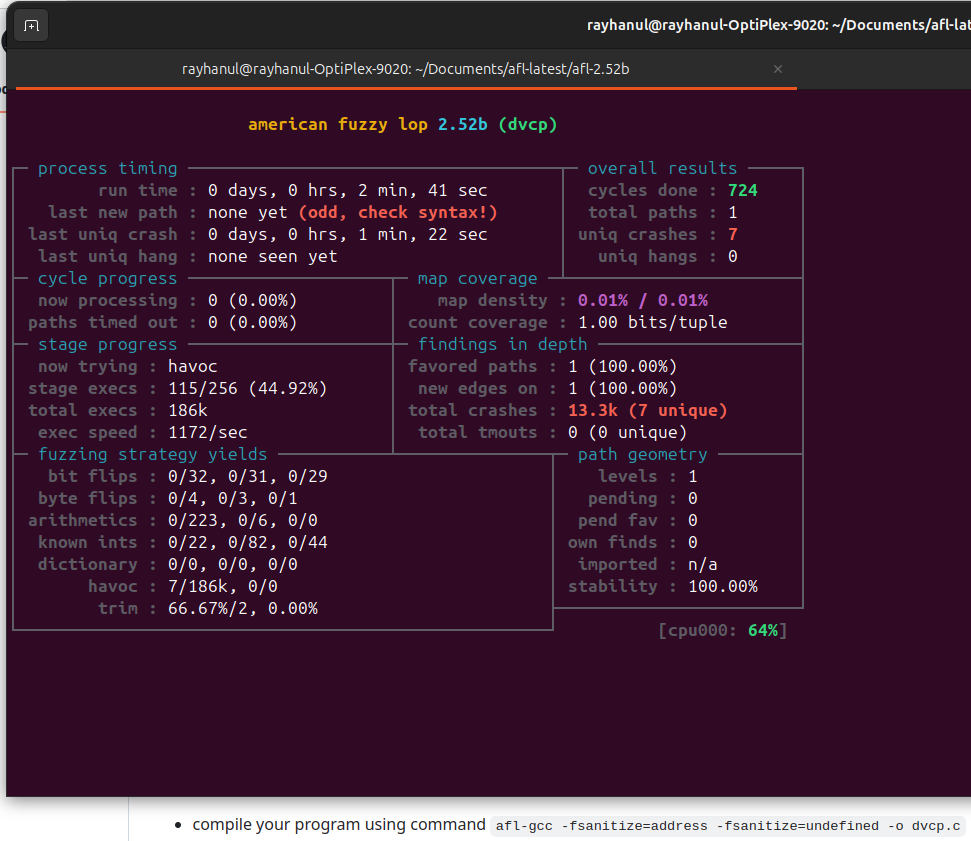 rayhanul@rayhanul-OptiPlex-9020: ~/Documents/afl-lat
rayhanul@rayhanul-OptiPlex-9020: ~/Documents/afl-latest/afl-2.52b ×
american fuzzy lop 2.52b (dvcp)
process timing overall results
run time : 0 days, 0 hrs, 2 min, 41 sec cycles done : 724
last new path : none yet (odd, check syntax!) total paths : 1
last uniq crash : 0 days, 0 hrs, 1 min, 22 sec uniq crashes : 7
last uniq hang : none seen yet uniq hangs : 0
cycle progress map coverage
now processing : 0 (0.00%) map density : 0.01% / 0.01%
paths timed out : 0 (0.00%) count coverage : 1.00 bits/tuple
stage progress findings in depth
now trying : havoc favored paths : 1 (100.00%)
stage execs : 115/256 (44.92%) new edges on : 1 (100.00%)
total execs : 186k total crashes : 13.3k (7 unique)
exec speed : 1172/sec total tmouts : 0 (0 unique)
fuzzing strategy yields path geometry
bit flips : 0/32, 0/31, 0/29 levels : 1
byte flips : 0/4, 0/3, 0/1 pending : 0
arithmetics : 0/223, 0/6, 0/0 pend fav : 0
known ints : 0/22, 0/82, 0/44 own finds : 0
dictionary : 0/0, 0/0, 0/0 imported : n/a
havoc : 7/186k, 0/0 stability : 100.00%
trim : 66.67%/2, 0.00%
[cpu000: 64%]
• compile your program using command afl-gcc -fsanitize=address -fsanitize=undefined -o dvcp.c